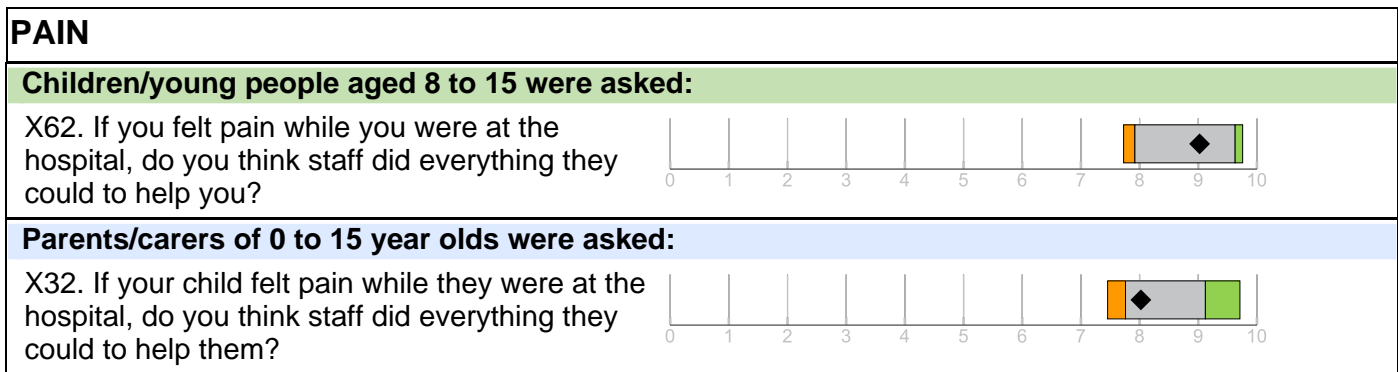 PAIN
Children/young people aged 8 to 15 were asked:
X62. If you felt pain while you were at the
hospital, do you think staff did everything they
could to help you?
0 1 2 3 4 5 6 7 8 9 10
Parents/carers of 0 to 15 year olds were asked:
X32. If your child felt pain while they were at the
hospital, do you think staff did everything they
could to help them?
0 1 2 3 4 5 6 7 8 9 10